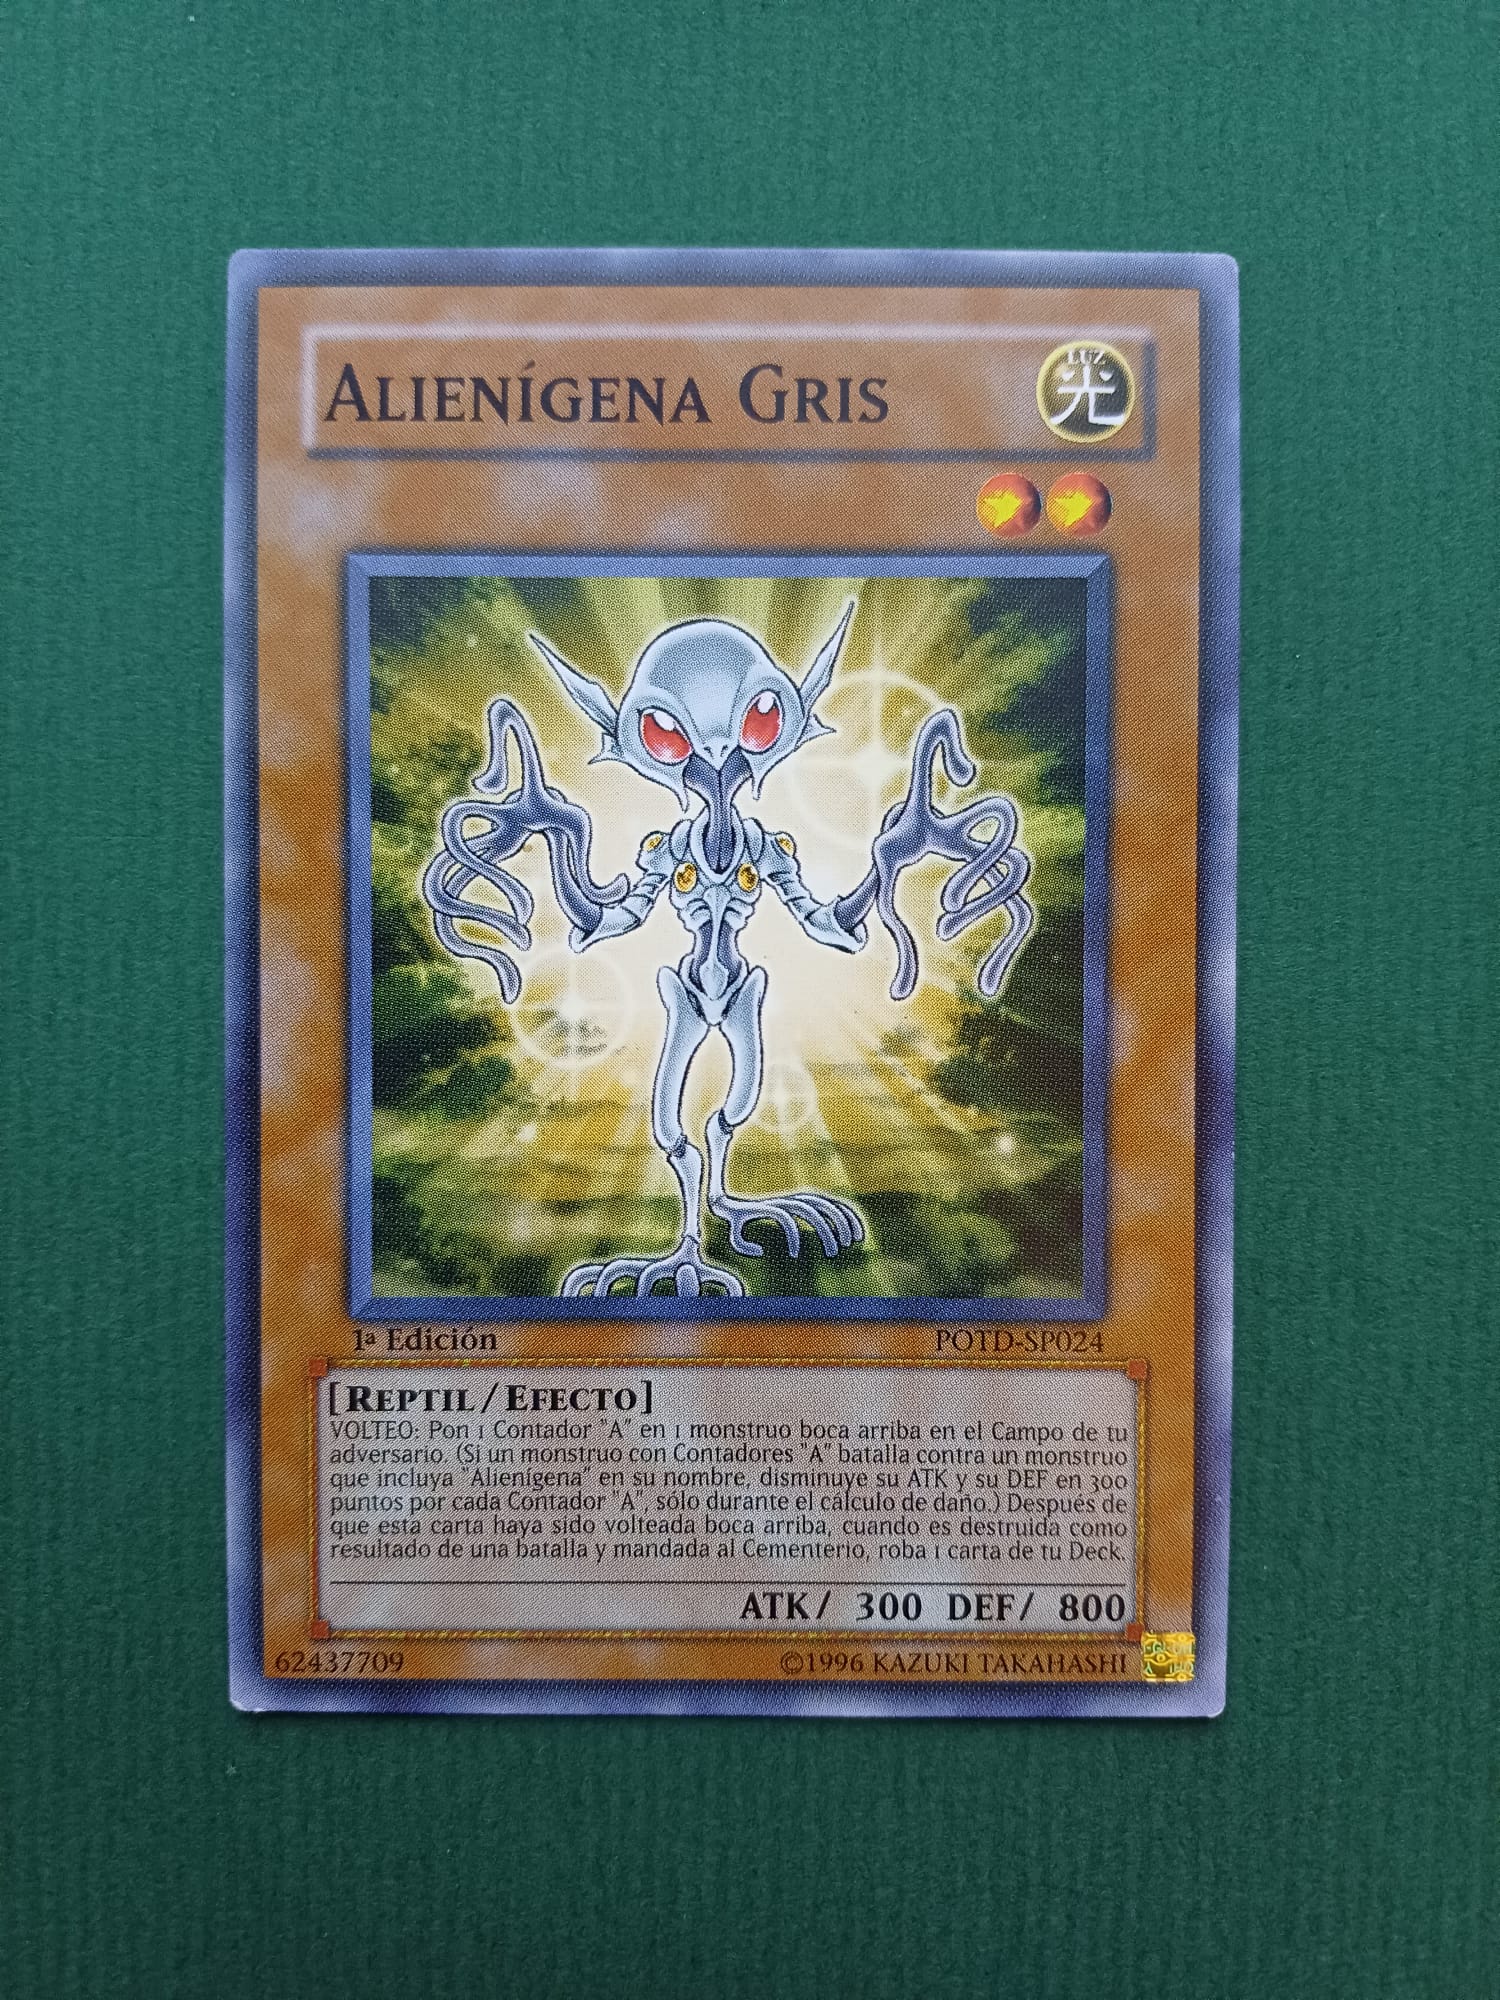 ALIENÍGENA GRIS
LUZ
光
1ª Edición
POTD-SP024
[REPTIL/EFECTO]
VOLTEO: Pon 1 Contador "A" en 1 monstruo boca arriba en el Campo de tu
adversario. (Si un monstruo con Contadores "A" batalla contra un monstruo
que incluya "Alienígena" en su nombre, disminuye su ATK y su DEF en 300
puntos por cada Contador "A", sólo durante el cálculo de daño.) Después de
que esta carta haya sido volteada boca arriba, cuando es destruida como
resultado de una batalla y mandada al Cementerio, roba 1 carta de tu Deck.
ATK/ 300 DEF/ 800
62437709
©1996 KAZUKI TAKAHASHI